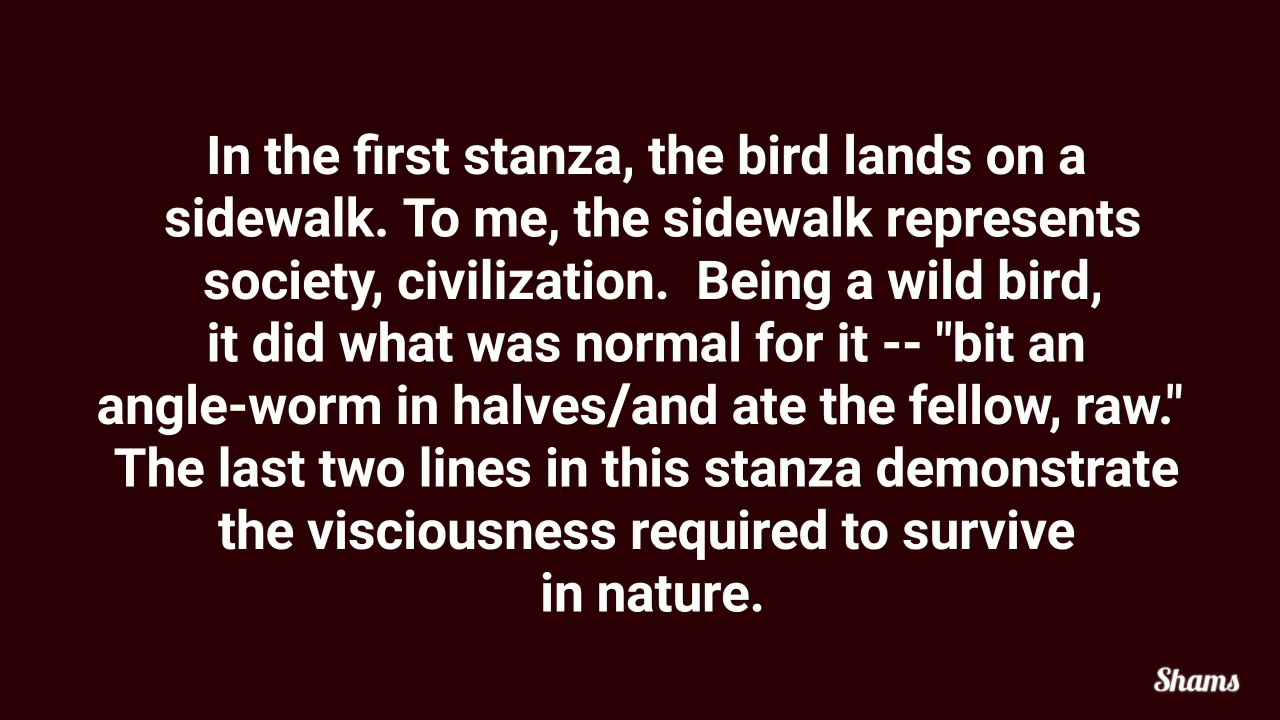 In the first stanza, the bird lands on a
sidewalk. To me, the sidewalk represents
society, civilization.  Being a wild bird,
it did what was normal for it -- "bit an
angle-worm in halves/and ate the fellow, raw."
The last two lines in this stanza demonstrate
the visciousness required to survive
in nature.
Shams